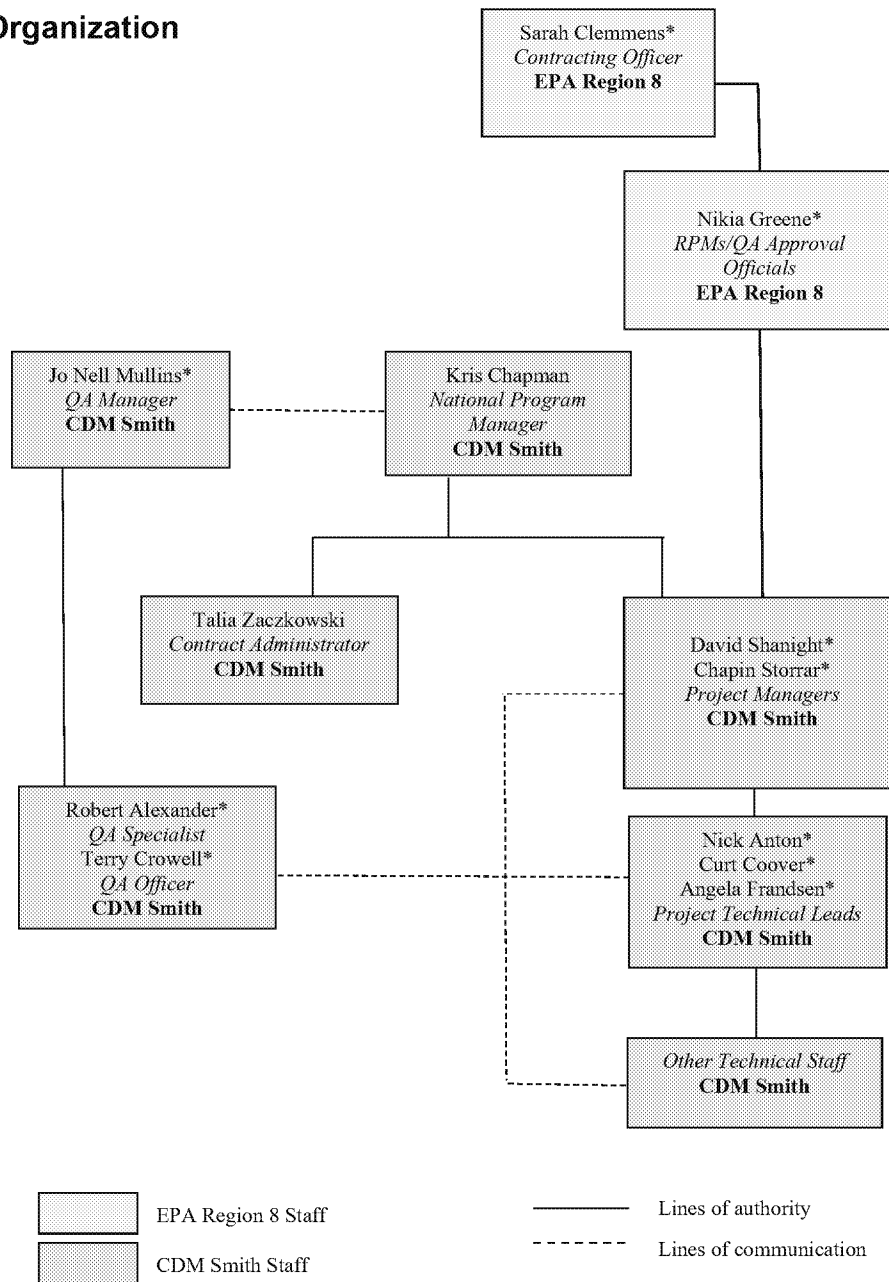 Organization
Sarah Clemmens*
Contracting Officer
EPA Region 8
Nikia Greene*
RPMs/QA Approval
Officials
EPA Region 8
Jo Nell Mullins*
QA Manager
CDM Smith
Kris Chapman
National Program
Manager
CDM Smith
Talia Zaczkowski
Contract Administrator
CDM Smith
David Shanight*
Chapin Storrar*
Project Managers
CDM Smith
Robert Alexander*
QA Specialist
Terry Crowell*
QA Officer
CDM Smith
Nick Anton*
Curt Coover*
Angela Frandsen*
Project Technical Leads
CDM Smith
Other Technical Staff
CDM Smith
EPA Region 8 Staff
CDM Smith Staff
Lines of authority
Lines of communication